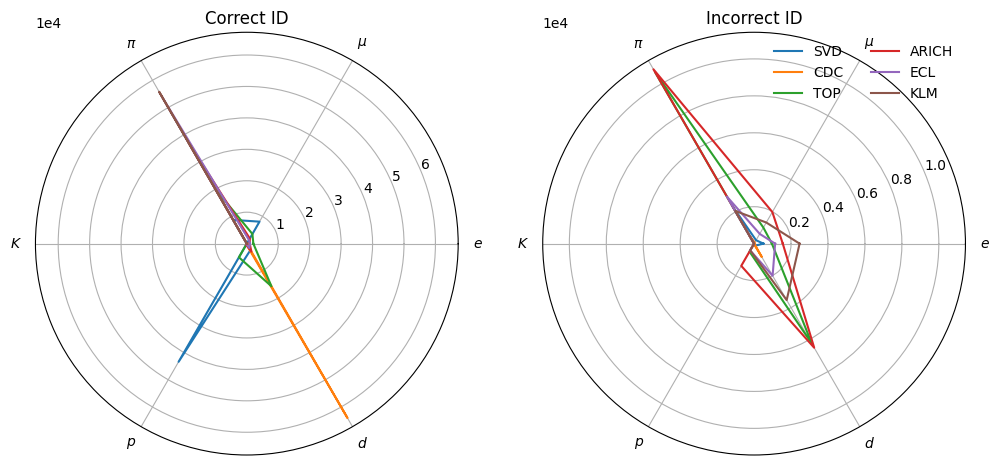 Correct ID
1e4
π
μ
K
e
p
d
1
2
3
4
5
6
Incorrect ID
1e4
π
μ
K
e
p
d
0.2
0.4
0.6
0.8
1.0
SVD
CDC
TOP
ARICH
ECL
KLM